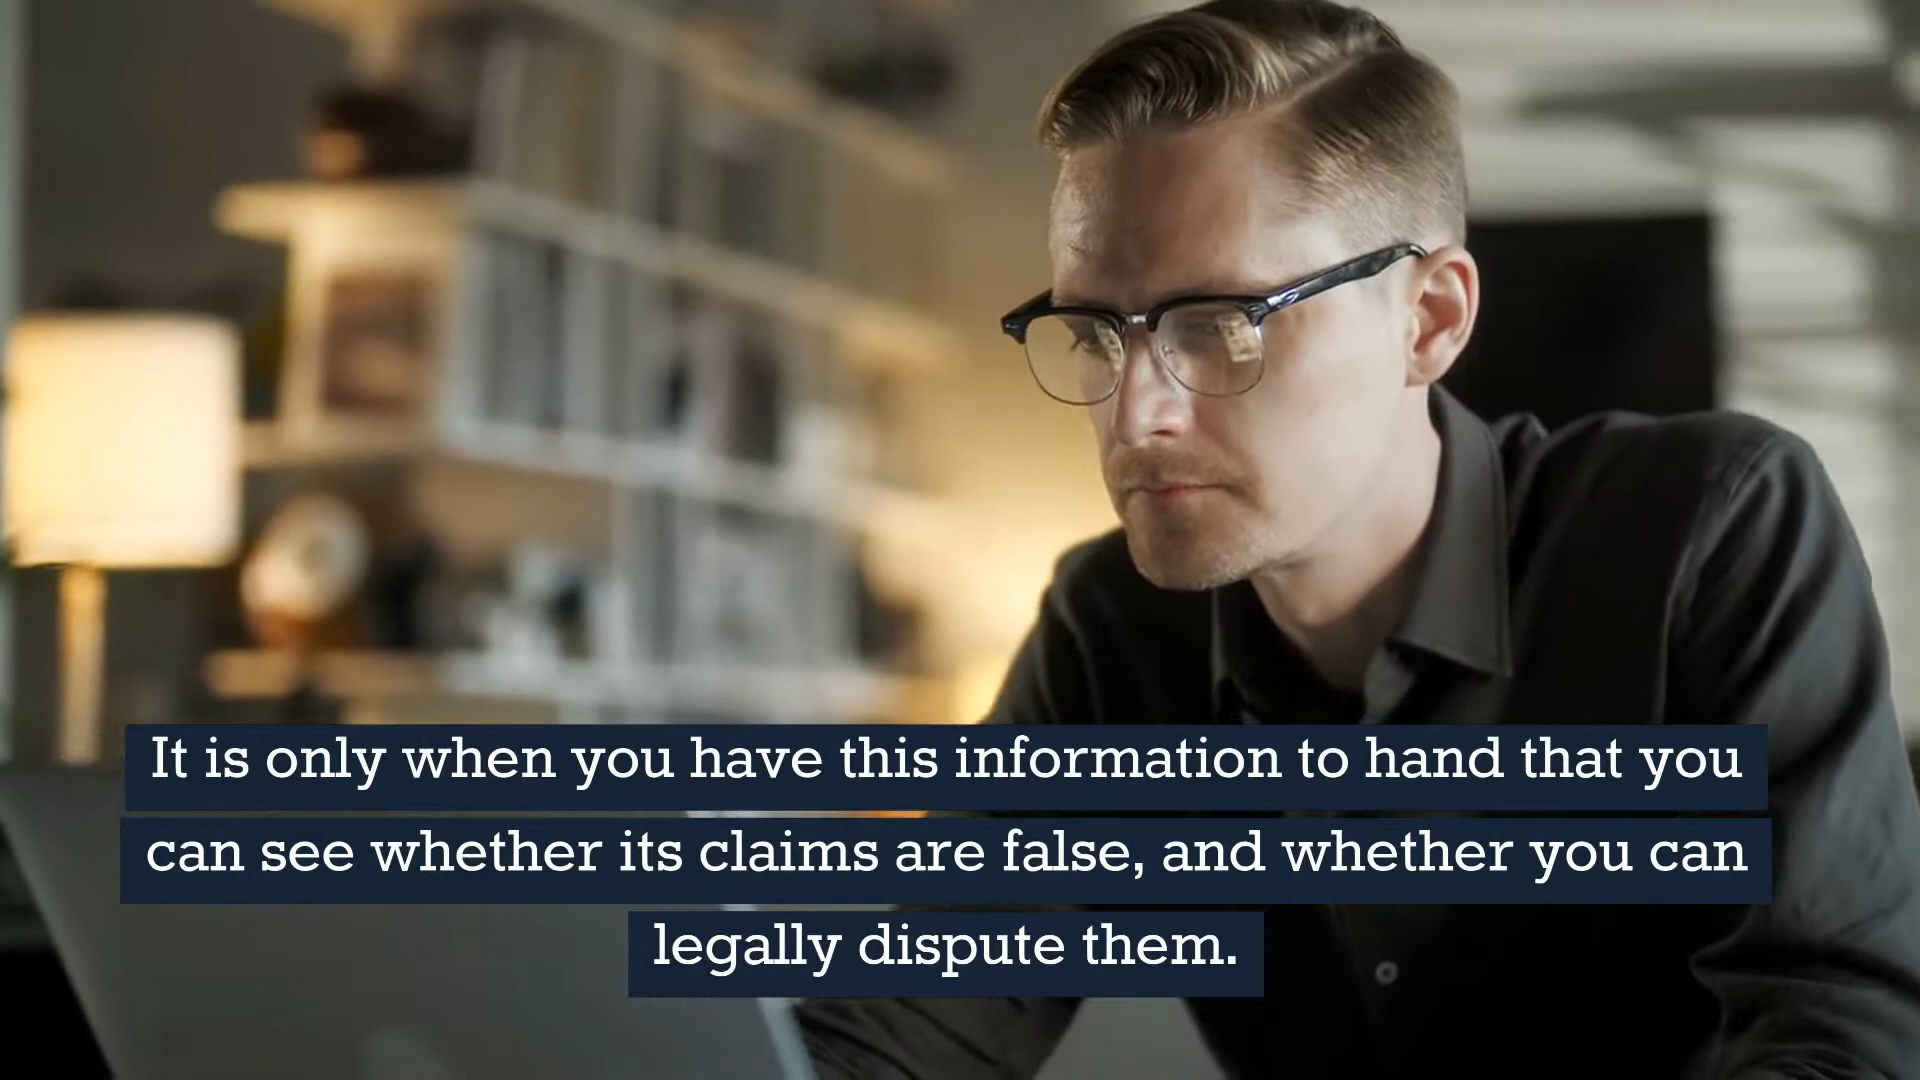 It is only when you have this information to hand that you
can see whether its claims are false, and whether you can
legally dispute them.